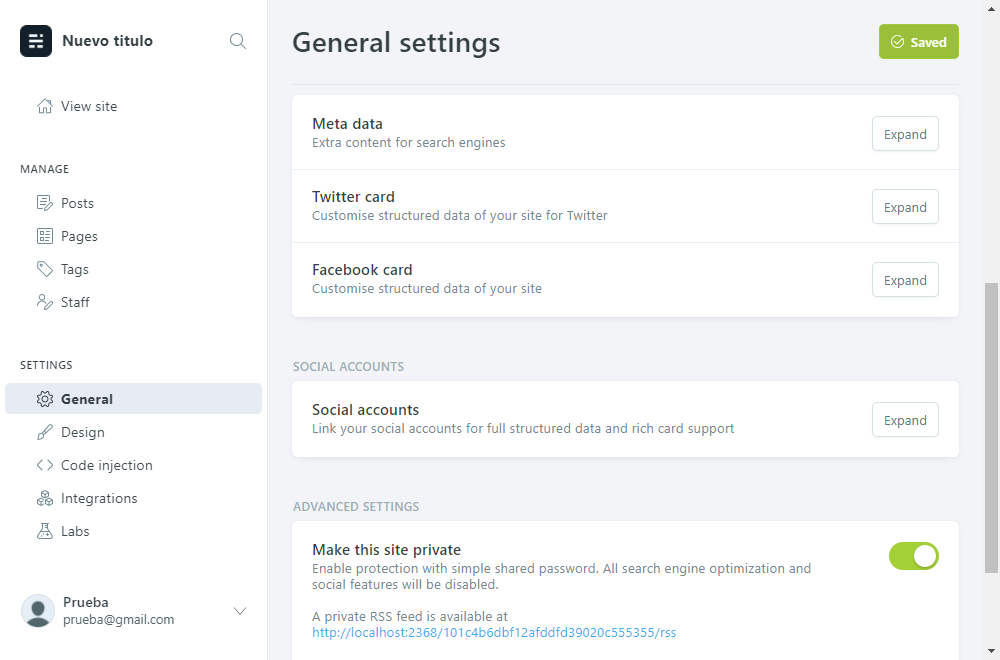 Nuevo titulo
View site
MANAGE
Posts
Pages
Tags
Staff
SETTINGS
General
Design
Code injection
Integrations
Labs
Prueba
prueba@gmail.com
General settings
Saved
Meta data
Extra content for search engines
Expand
Twitter card
Customise structured data of your site for Twitter
Expand
Facebook card
Customise structured data of your site
Expand
SOCIAL ACCOUNTS
Social accounts
Link your social accounts for full structured data and rich card support
Expand
ADVANCED SETTINGS
Make this site private
Enable protection with simple shared password. All search engine optimization and
social features will be disabled.
A private RSS feed is available at
http://localhost:2368/101c4b6dbf12afddfd39020c555355/rss